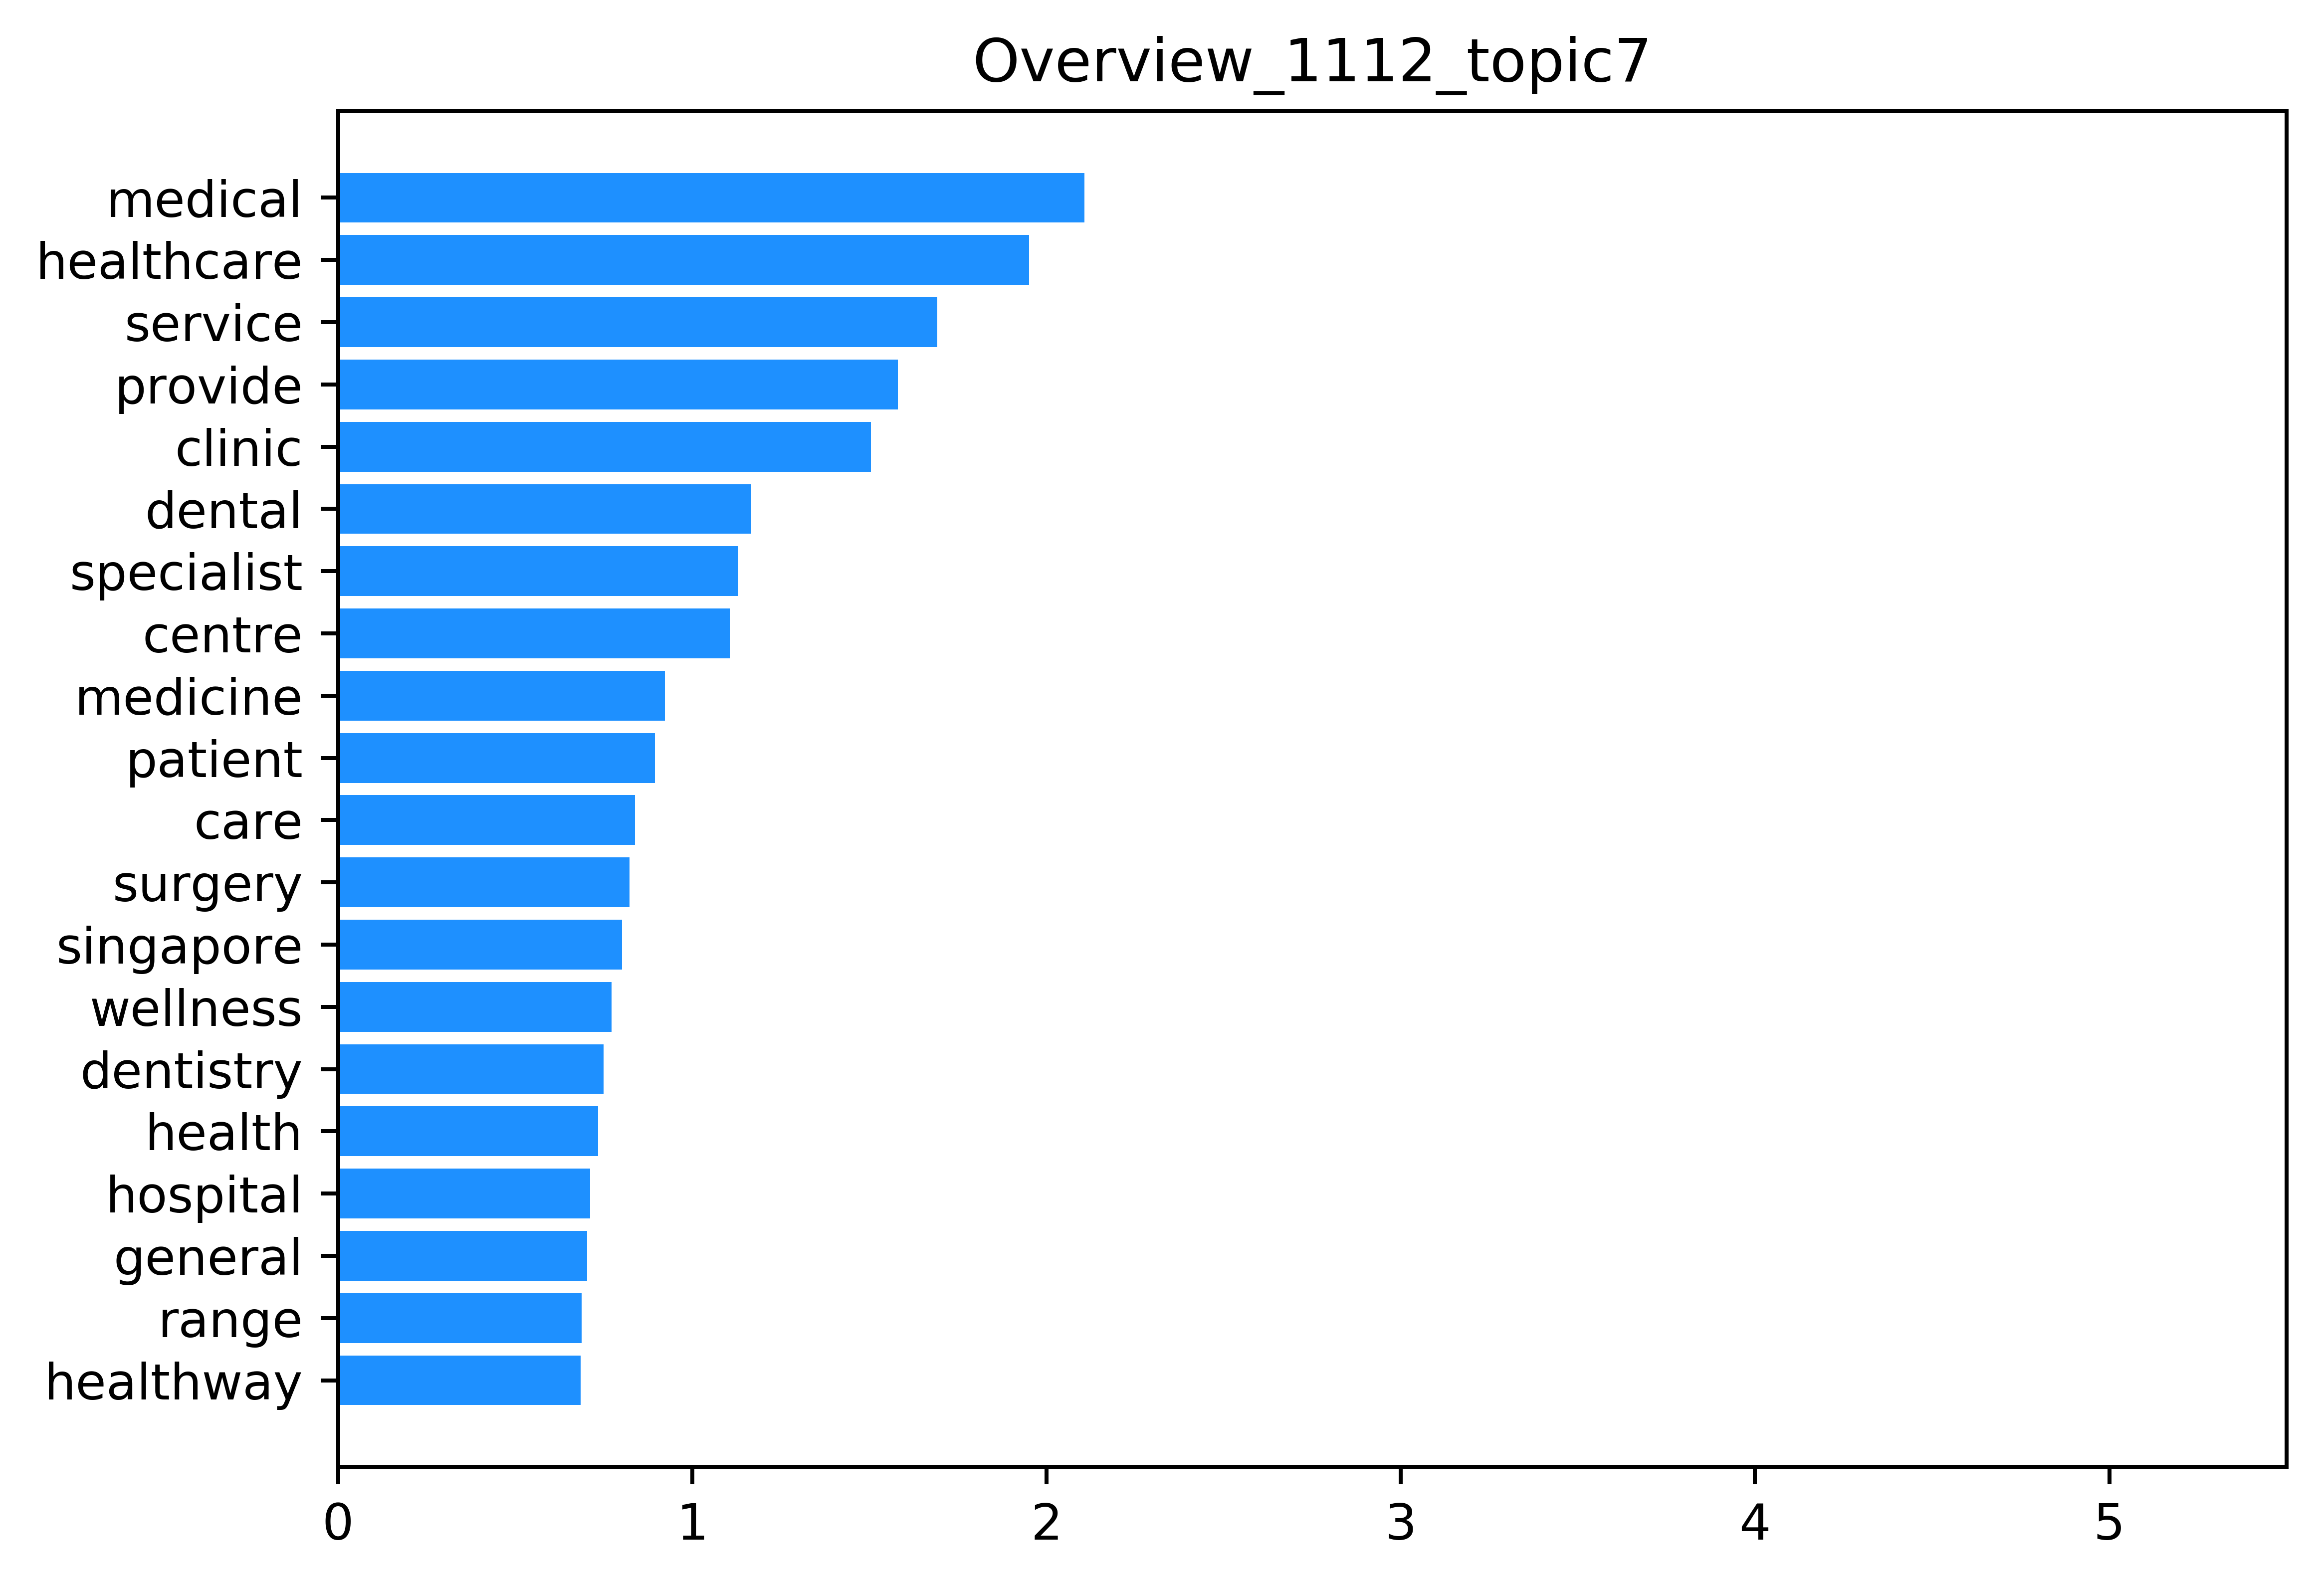 Overview_1112_topic7
medical
healthcare
service
provide
clinic
dental
specialist
centre
medicine
patient
care
surgery
singapore
wellness
dentistry
health
hospital
general
range
healthway
0 1 2 3 4 5